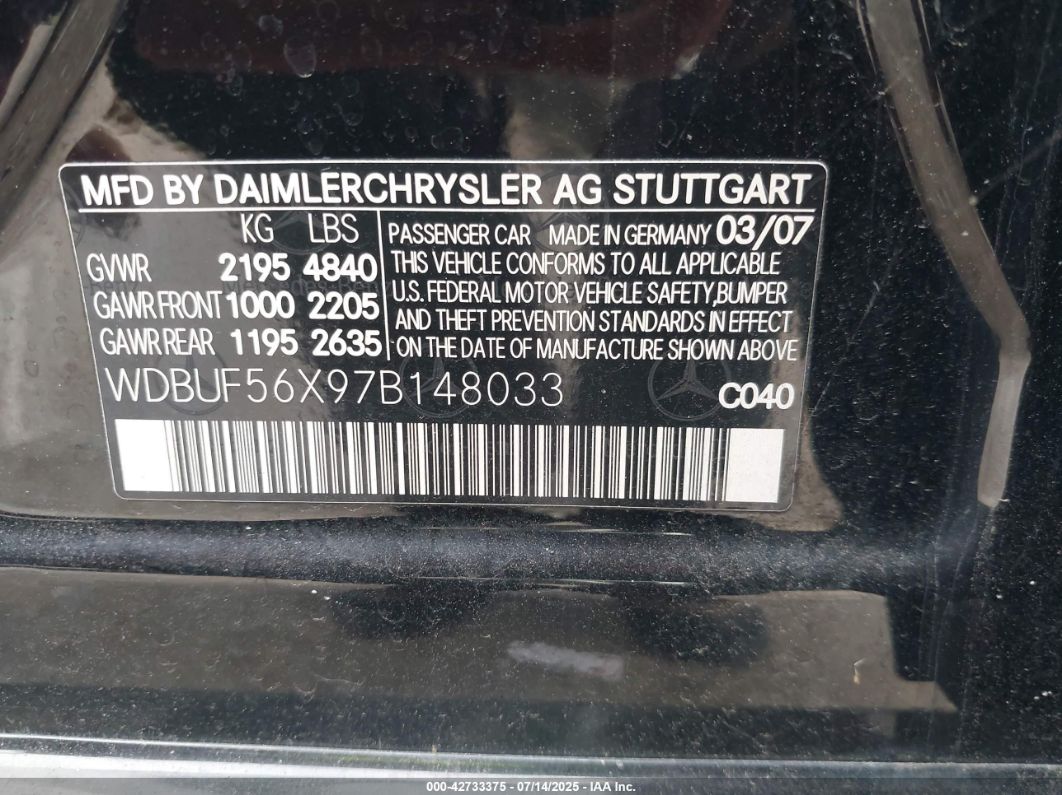 MFD BY DAIMLERCHRYSLER AG STUTTGART
KG LBS
GVWR 2195 4840
GAWR FRONT 1000 2205
GAWR REAR 1195 2635
PASSENGER CAR MADE IN GERMANY 03/07
THIS VEHICLE CONFORMS TO ALL APPLICABLE
U.S. FEDERAL MOTOR VEHICLE SAFETY,BUMPER
AND THEFT PREVENTION STANDARDS IN EFFECT
ON THE DATE OF MANUFACTURE SHOWN ABOVE
WDBUF56X97B148033 C040
000-42733375 - 07/14/2025 - IAA Inc.